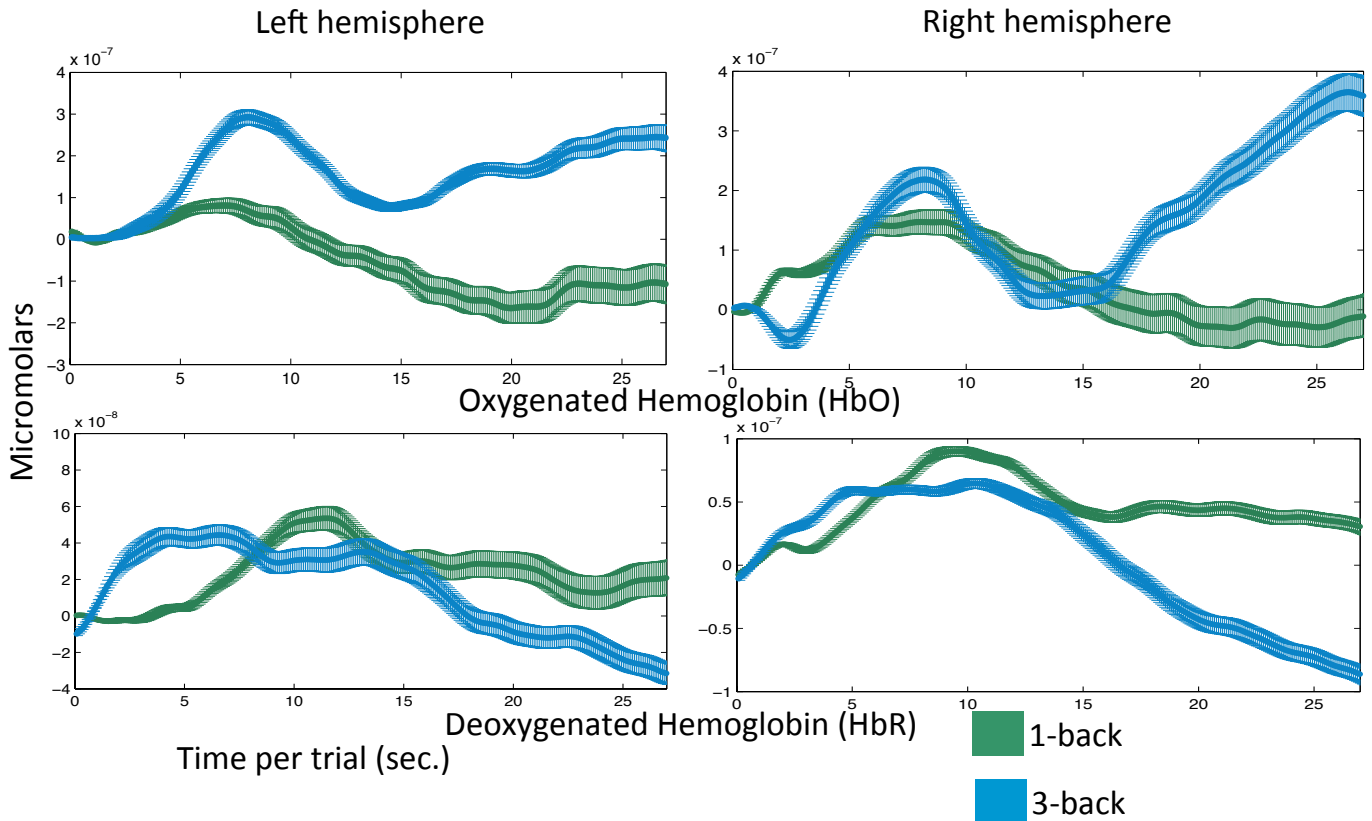 Left hemisphere
Right hemisphere
x 10⁻⁷
4
3
2
1
0
−1
−2
−3
0 5 10 15 20 25
x 10⁻⁷
4
3
2
1
0
−1
0 5 10 15 20 25
Oxygenated Hemoglobin (HbO)
Micromolars
x 10⁻⁸
10
8
6
4
2
0
−2
−4
0 5 10 15 20 25
x 10⁻⁷
1
0.5
0
−0.5
−1
0 5 10 15 20 25
Deoxygenated Hemoglobin (HbR)
Time per trial (sec.)
1-back
3-back